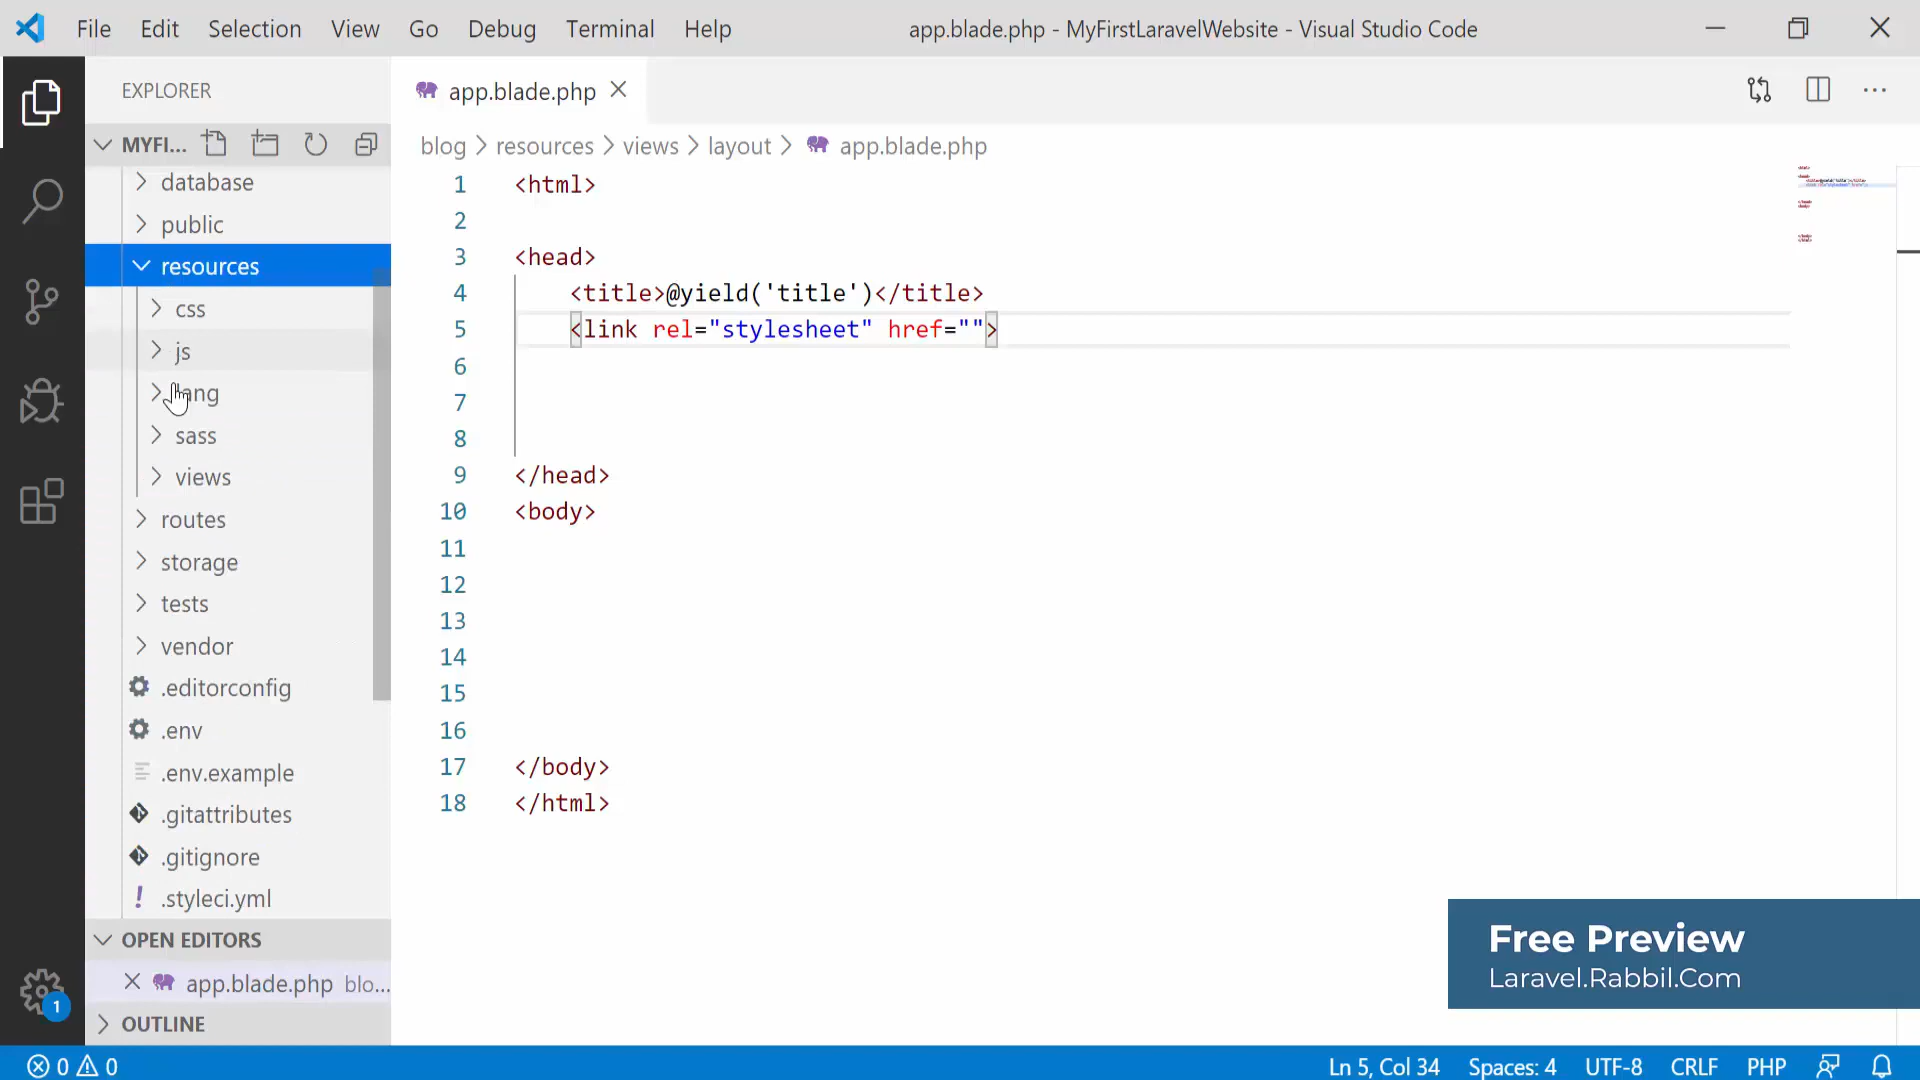 File Edit Selection View Go Debug Terminal Help app.blade.php - MyFirstLaravelWebsite - Visual Studio Code
EXPLORER
MYFI...
database
public
resources
css
js
sass
views
routes
storage
tests
vendor
.editorconfig
.env
.env.example
.gitattributes
.gitignore
.styleci.yml
OPEN EDITORS
app.blade.php blo...
OUTLINE
app.blade.php
blog > resources > views > layout > app.blade.php
1 <html>
2
3 <head>
4 <title>@yield('title')</title>
5 <link rel="stylesheet" href="">
6
7
8
9 </head>
10 <body>
11
12
13
14
15
16
17 </body>
18 </html>
Free Preview
Laravel.Rabbil.Com
1
0 0 Ln 5, Col 34 Spaces: 4 UTF-8 CRLF PHP